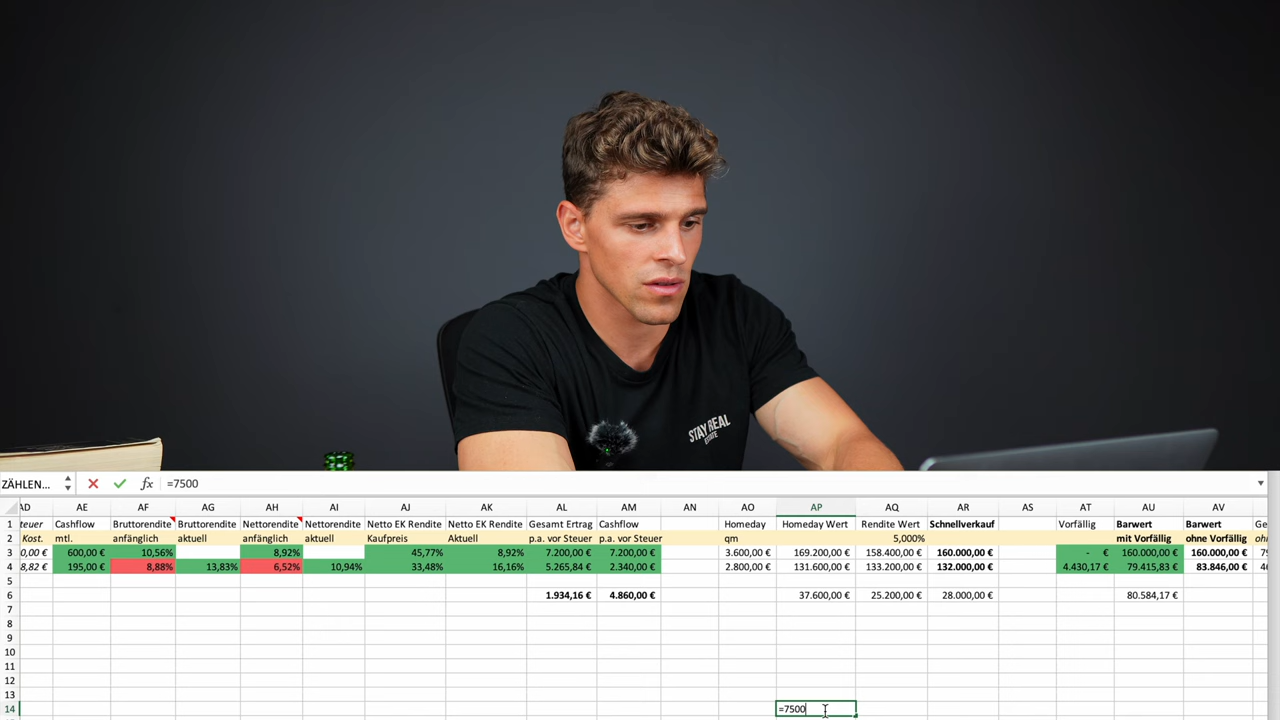 STAY REAL
ESTATE
ZÄHLEN... fx =7500
AD AE AF AG AH AI AJ AK AL AM AN AO AP AQ AR AS AT AU AV
1 teuer Cashflow Bruttorendite Bruttorendite Nettorendite Nettorendite Netto EK Rendite Netto EK Rendite Gesamt Ertrag Cashflow Homeday Homeday Wert Rendite Wert Schnellverkauf Vorfällig Barwert Barwert
2 Kost. mtl. anfänglich aktuell anfänglich aktuell Kaufpreis Aktuell p.a. vor Steuer p.a. vor Steuer qm 5,000% mit Vorfällig ohne Vorfällig
3 0,00 € 600,00 € 10,56% 8,92% 45,77% 8,92% 7.200,00 € 7.200,00 € 3.600,00 € 169.200,00 € 158.400,00 € 160.000,00 € - € 160.000,00 € 160.000,00 €
4 8,82 € 195,00 € 8,88% 13,83% 6,52% 10,94% 33,48% 16,16% 5.265,84 € 2.340,00 € 2.800,00 € 131.600,00 € 133.200,00 € 132.000,00 € 4.430,17 € 79.415,83 € 83.846,00 €
5
6 1.934,16 € 4.860,00 € 37.600,00 € 25.200,00 € 28.000,00 € 80.584,17 €
7
8
9
10
11
12
13
14 =7500